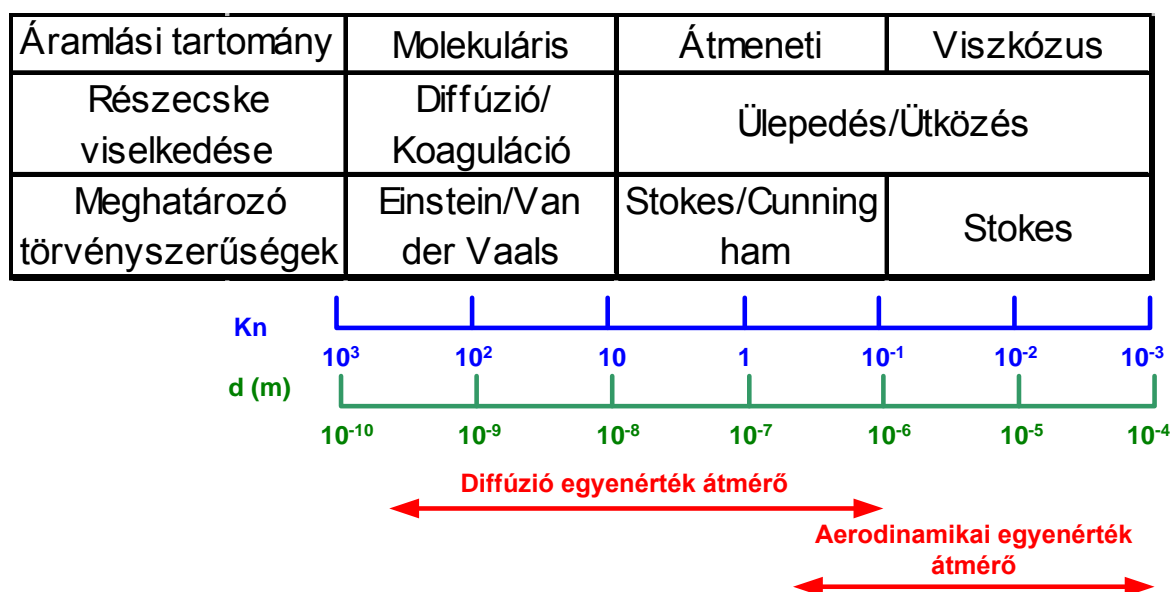 Áramlási tartomány Molekuláris Átmeneti Viszkózus
Részecske viselkedése Diffúzió/ Koaguláció Ülepedés/Ütközés
Meghatározó törvényszerűségek Einstein/Van der Vaals Stokes/Cunning ham Stokes
Kn
10³ 10² 10 1 10⁻¹ 10⁻² 10⁻³
d (m)
10⁻¹⁰ 10⁻⁹ 10⁻⁸ 10⁻⁷ 10⁻⁶ 10⁻⁵ 10⁻⁴
Diffúzió egyenérték átmérő
Aerodinamikai egyenérték
átmérő